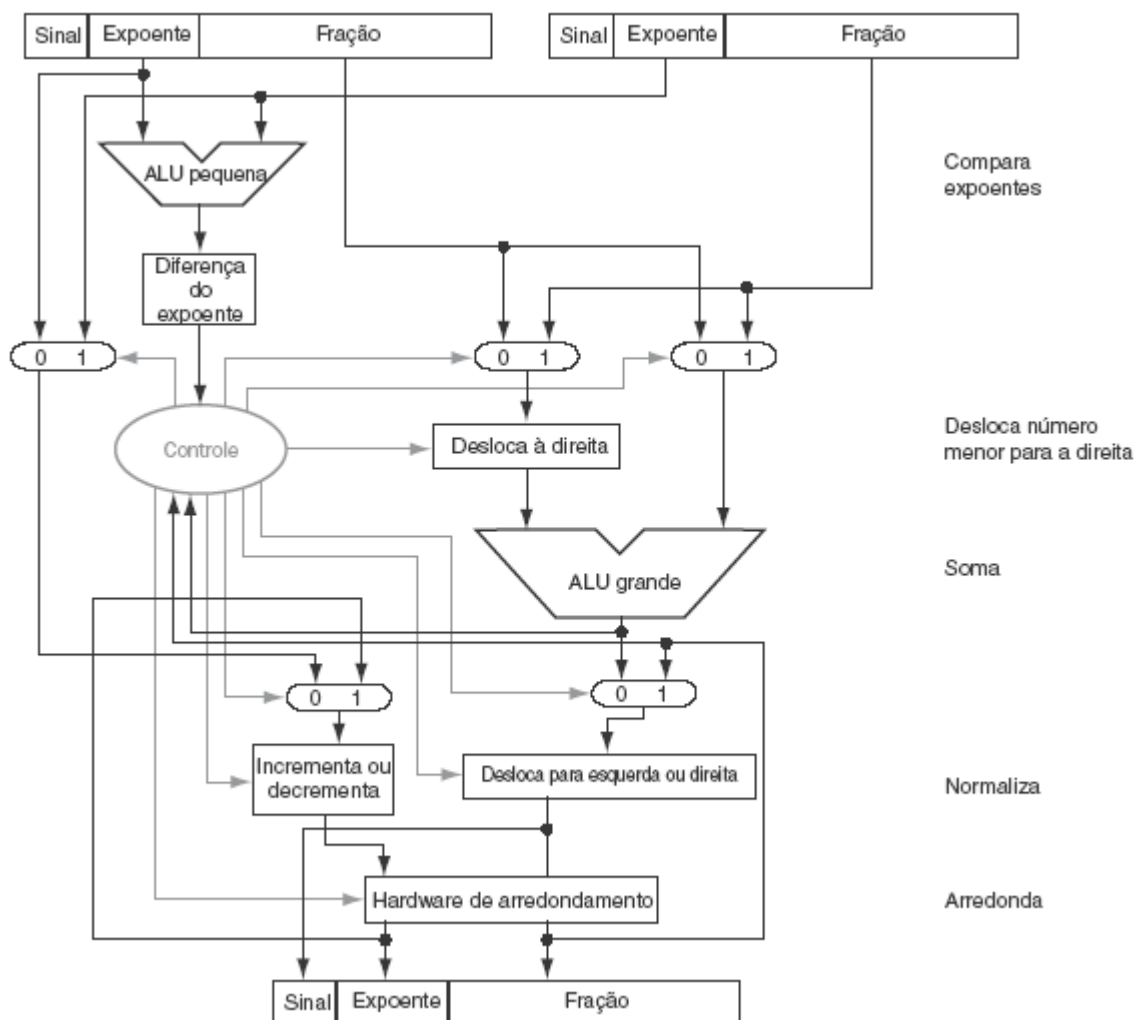 Sinal Expoente Fração Sinal Expoente Fração
ALU pequena
Compara
expoentes
Diferença
do
expoente
0 1 0 1 0 1
Controle
Desloca à direita
Desloca número
menor para a direita
ALU grande
Soma
0 1 0 1
Incrementa ou
decrementa
Desloca para esquerda ou direita
Normaliza
Hardware de arredondamento
Arredonda
Sinal Expoente Fração